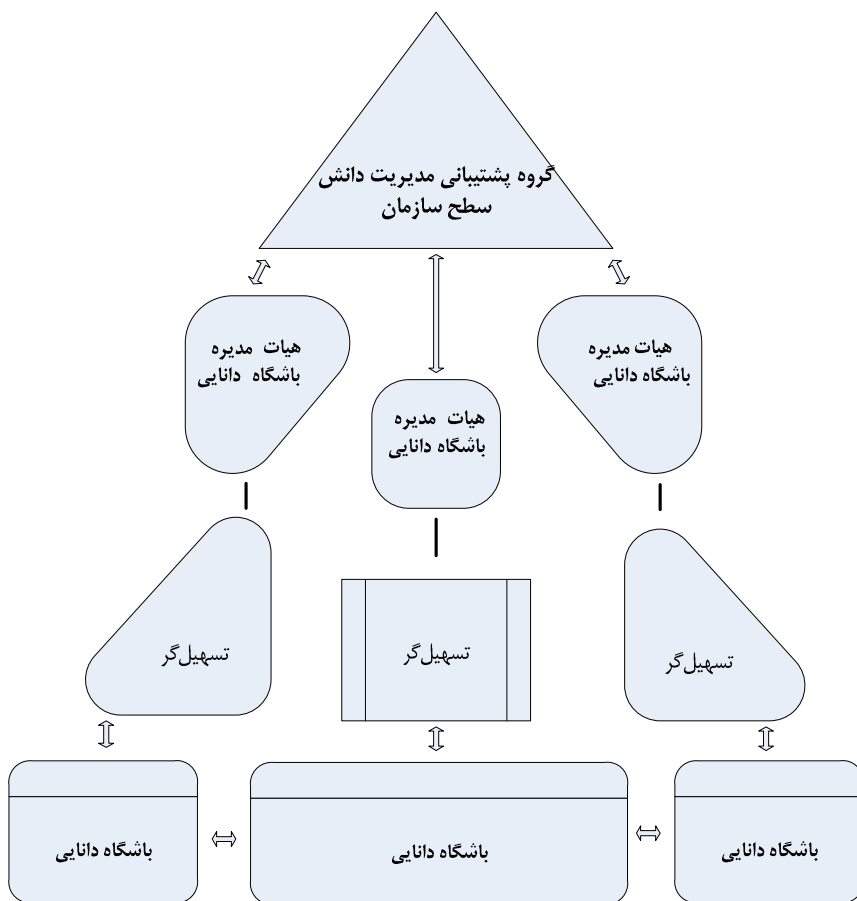 گروه پشتیبانی مدیریت دانش
سطح سازمان
هیات مدیره
باشگاه دانایی
هیات مدیره
باشگاه دانایی
هیات مدیره
باشگاه دانایی
تسهیل‌گر
تسهیل‌گر
تسهیل‌گر
باشگاه دانایی
باشگاه دانایی
باشگاه دانایی